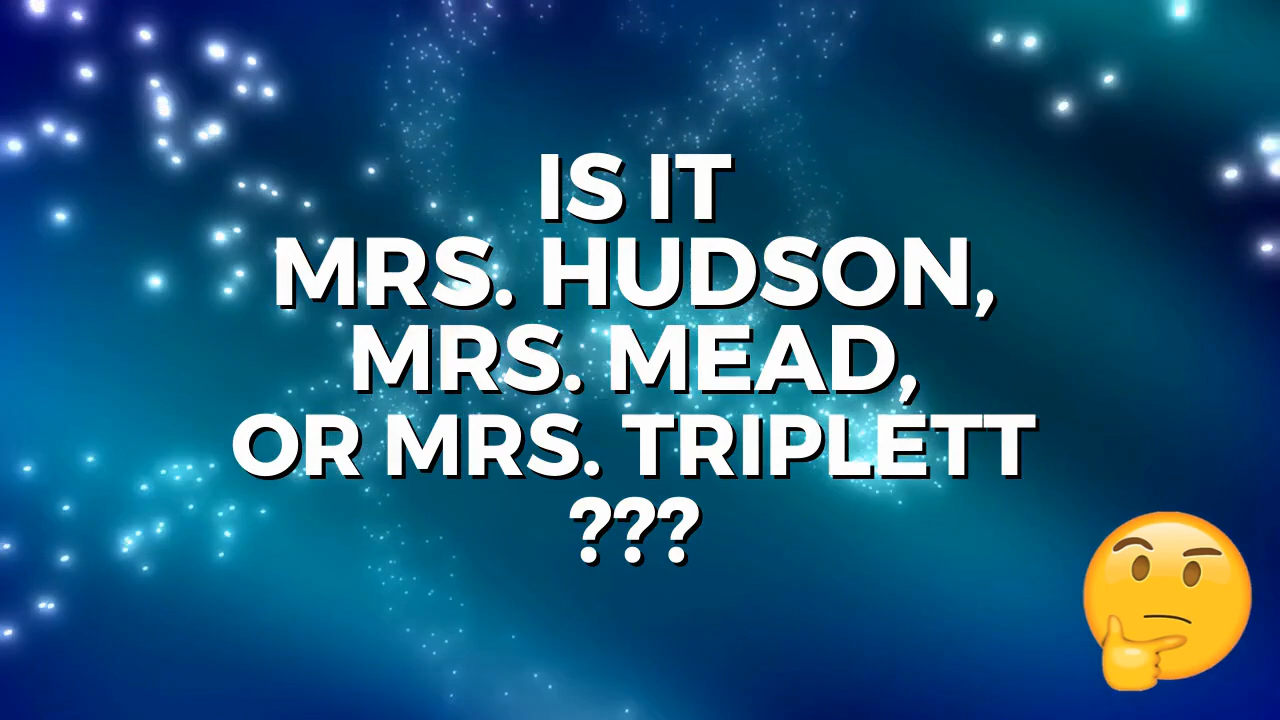 IS IT
MRS. HUDSON,
MRS. MEAD,
OR MRS. TRIPLETT
???